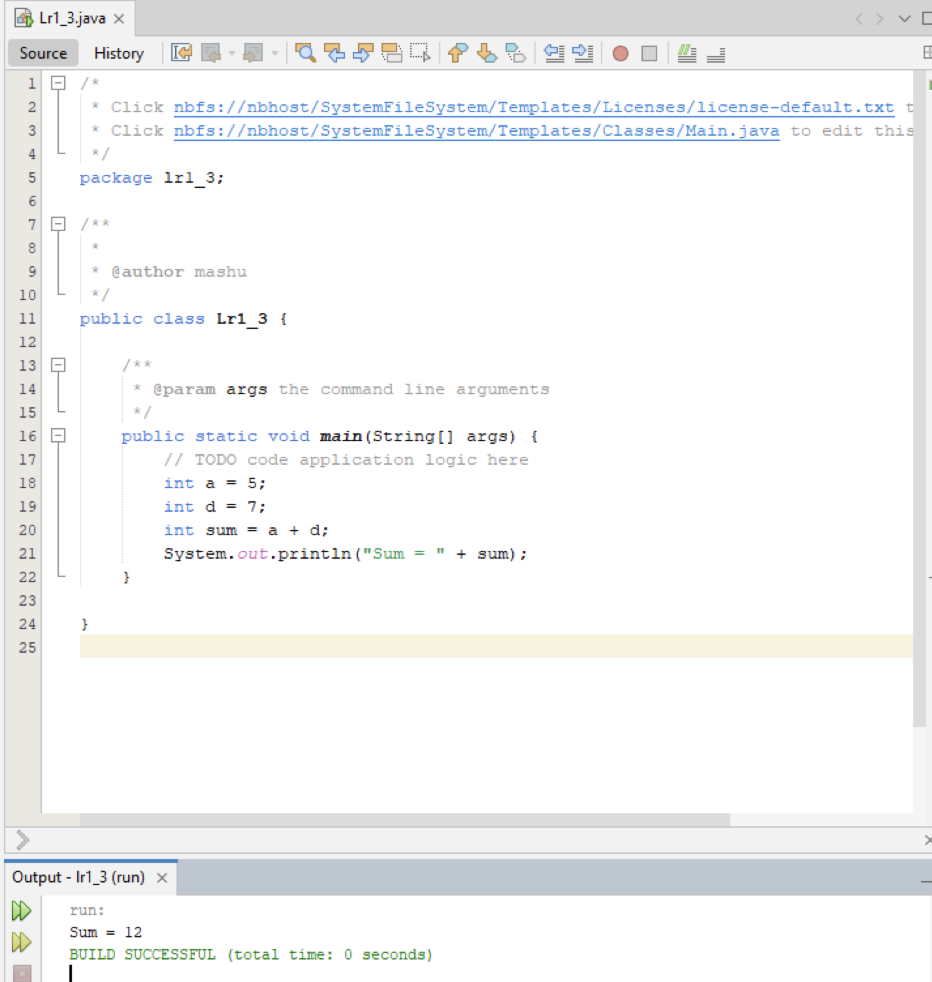 Lr1_3.java
Source History
1 /*
2 * Click nbfs://nbhost/SystemFileSystem/Templates/Licenses/license-default.txt t
3 * Click nbfs://nbhost/SystemFileSystem/Templates/Classes/Main.java to edit this
4 */
5 package lr1_3;
6
7 /**
8 *
9 * @author mashu
10 */
11 public class Lr1_3 {
12
13 /**
14 * @param args the command line arguments
15 */
16 public static void main(String[] args) {
17 // TODO code application logic here
18 int a = 5;
19 int d = 7;
20 int sum = a + d;
21 System.out.println("Sum = " + sum);
22 }
23
24 }
25
Output - lr1_3 (run)
run:
Sum = 12
BUILD SUCCESSFUL (total time: 0 seconds)